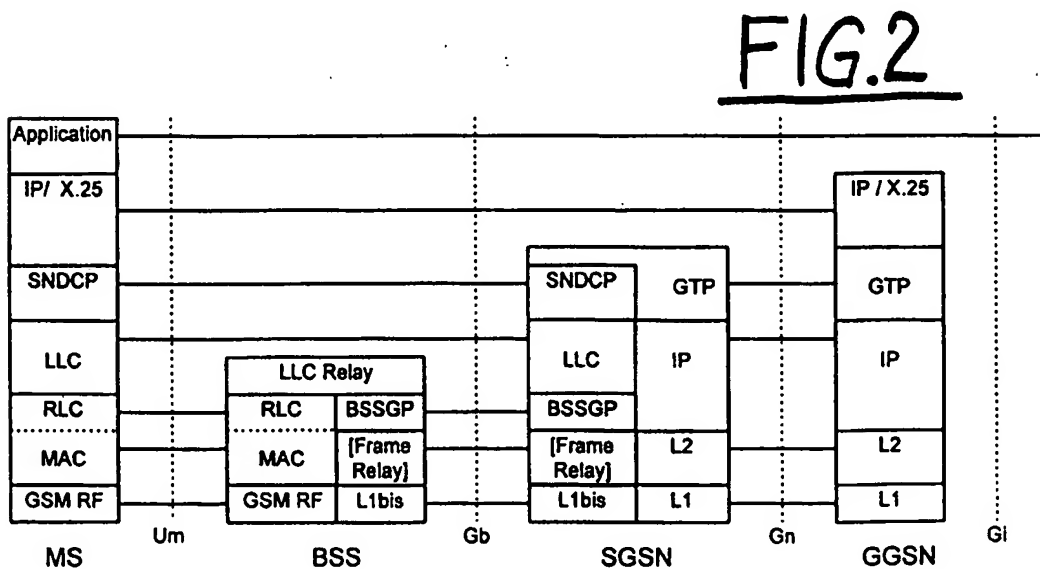 FIG.2
Application
IP/ X.25
IP / X.25
SNDCP
SNDCP
GTP
GTP
LLC
LLC Relay
LLC
IP
IP
RLC
RLC
BSSGP
BSSGP
MAC
MAC
[Frame
Relay]
[Frame
Relay]
L2
L2
GSM RF
GSM RF
L1bis
L1bis
L1
L1
Um
Gb
Gn
Gi
MS
BSS
SGSN
GGSN